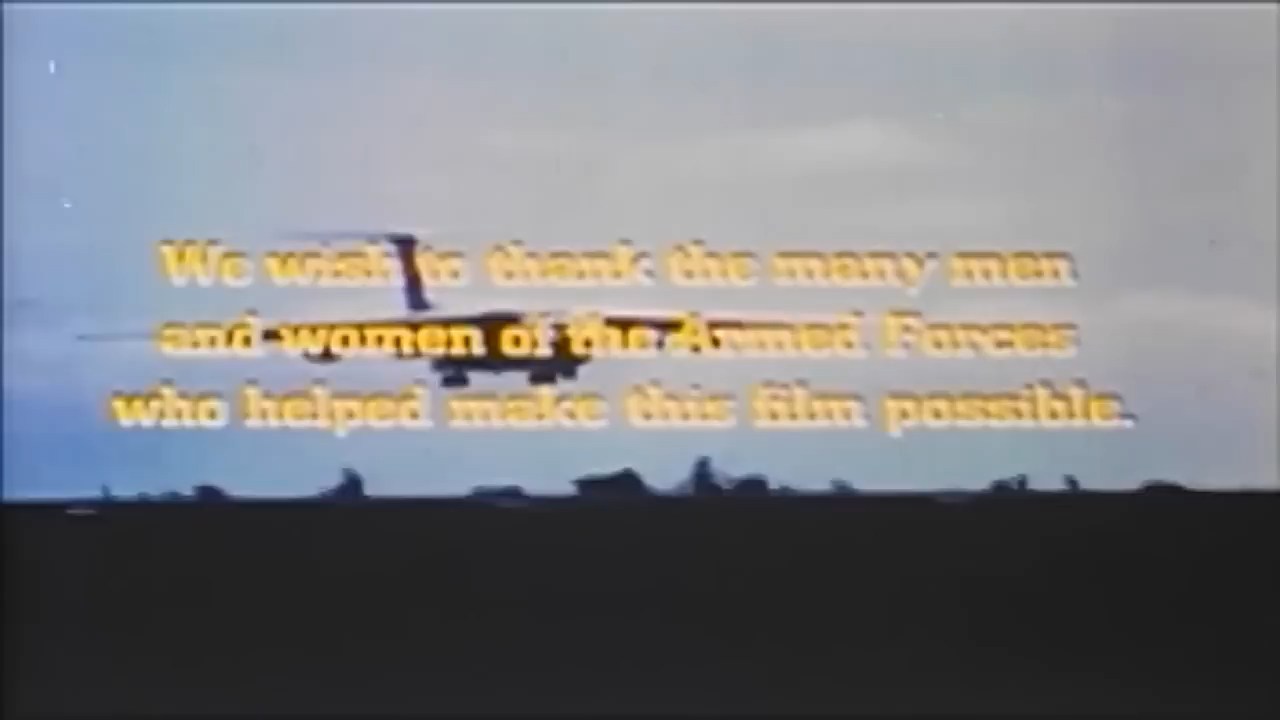 We wish to thank the many men
and women of the Armed Forces
who helped make this film possible.